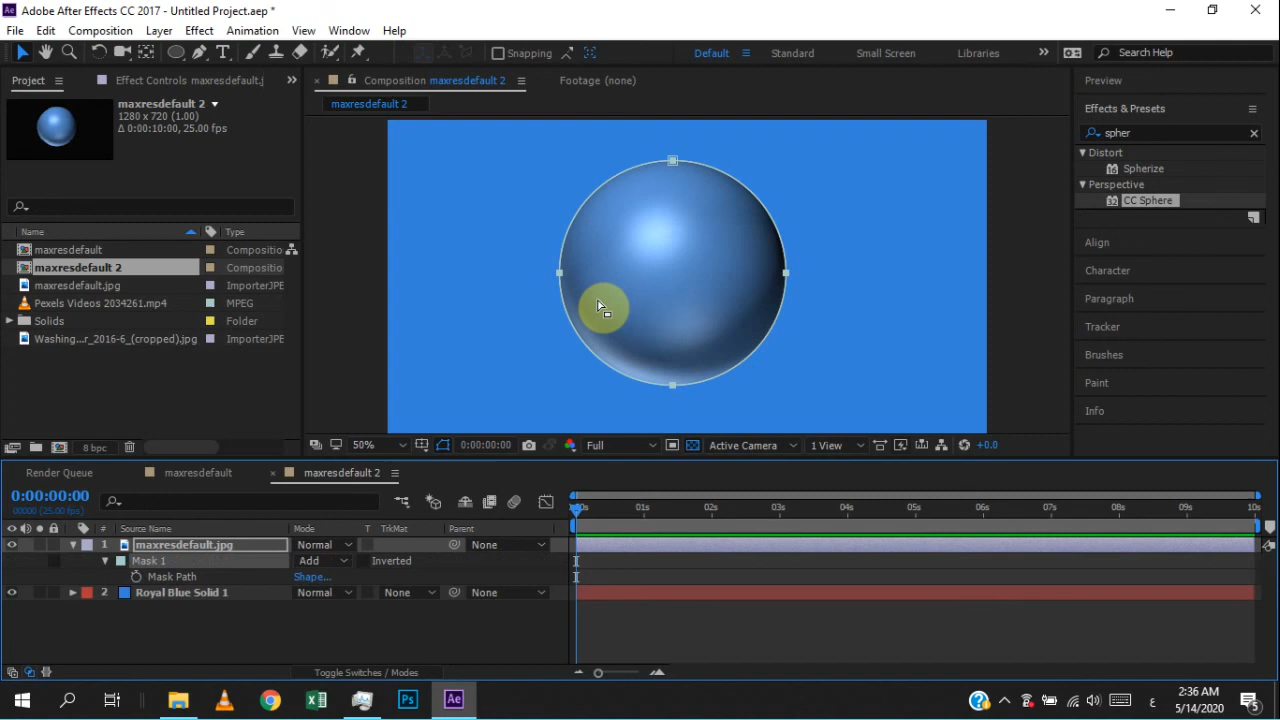 Adobe After Effects CC 2017 - Untitled Project.aep *
File Edit Composition Layer Effect Animation View Window Help
Snapping Default Standard Small Screen Libraries Search Help
Project Effect Controls maxresdefault.j Composition maxresdefault 2 Footage (none) Preview
maxresdefault 2
maxresdefault 2
1280 x 720 (1.00)
Δ 0:00:10:00, 25.00 fps
Effects & Presets
spher
Distort
Spherize
Perspective
CC Sphere
Name Type
maxresdefault Compositio
maxresdefault 2 Compositio
maxresdefault.jpg ImporterJPE
Pexels Videos 2034261.mp4 MPEG
Solids Folder
Washing...r_2016-6_(cropped).jpg ImporterJPE
Align
Character
Paragraph
Tracker
Brushes
Paint
Info
8 bpc
50% 0:00:00:00 Full Active Camera 1 View +0.0
Render Queue maxresdefault maxresdefault 2
0:00:00:00
00000 (25.00 fps)
00s 01s 02s 03s 04s 05s 06s 07s 08s 09s 10s
# Source Name Mode T TrkMat Parent
1 maxresdefault.jpg Normal None
Mask 1 Add Inverted
Mask Path Shape...
2 Royal Blue Solid 1 Normal None None
Toggle Switches / Modes
Ps Ae
ع
2:36 AM
5/14/2020
5